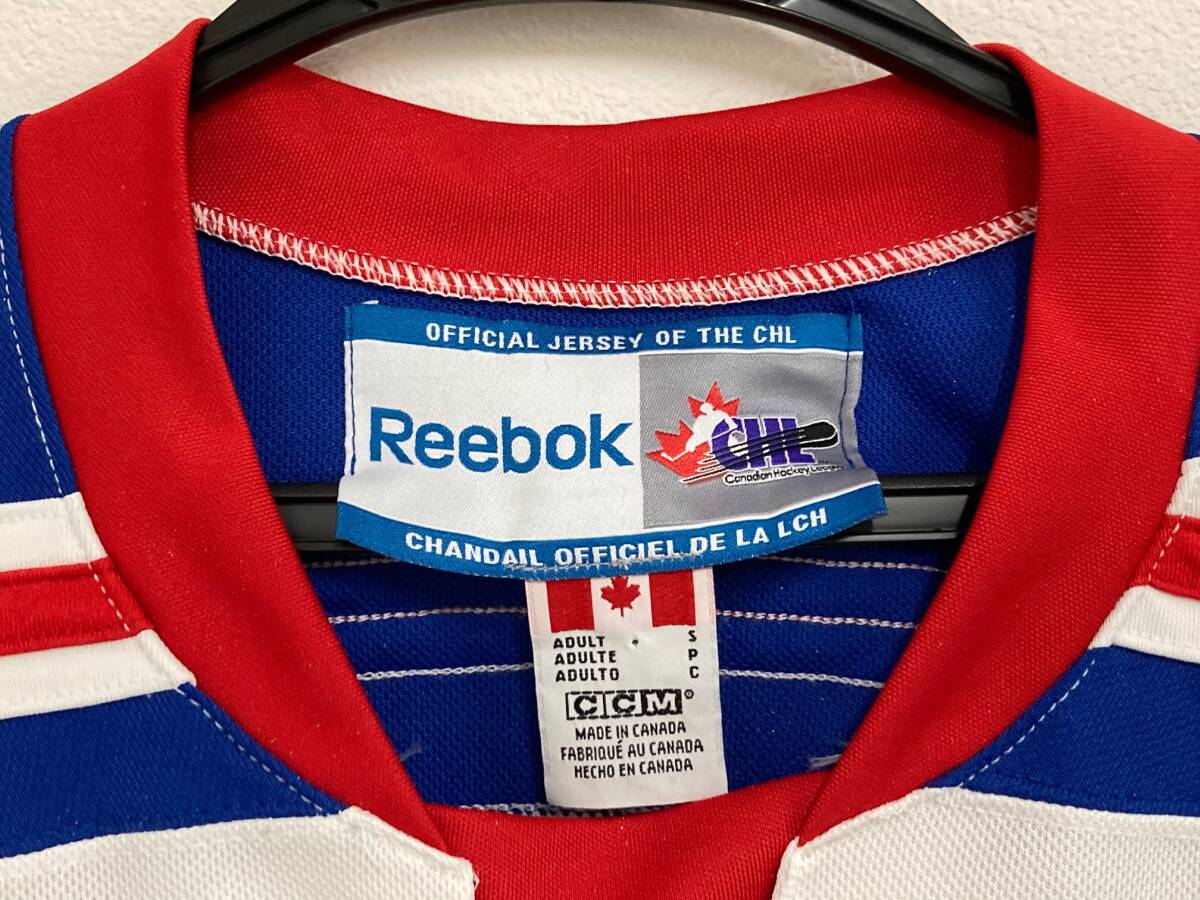 OFFICIAL JERSEY OF THE CHL
Reebok
CHL
Canadian Hockey League
CHANDAIL OFFICIEL DE LA LCH
ADULT S
ADULTE P
ADULTO C
CCM®
MADE IN CANADA
FABRIQUÉ AU CANADA
HECHO EN CANADA